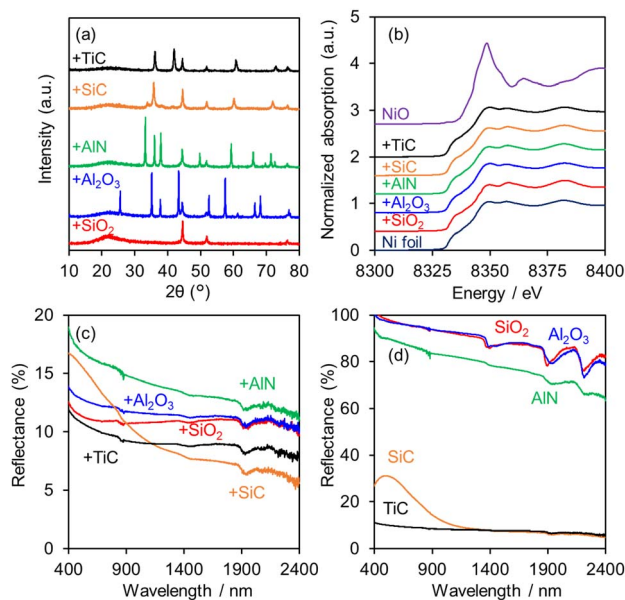 (a)
+TiC
+SiC
+AlN
+Al₂O₃
+SiO₂
Intensity (a.u.)
10 20 30 40 50 60 70 80
2θ (°)
(b)
5
4
3
2
1
0
NiO
+TiC
+SiC
+AlN
+Al₂O₃
+SiO₂
Ni foil
Normalized absorption (a.u.)
8300 8325 8350 8375 8400
Energy / eV
(c)
20
15
10
5
0
+AlN
+Al₂O₃
+SiO₂
+TiC
+SiC
Reflectance (%)
400 900 1400 1900 2400
Wavelength / nm
(d)
100
80
60
40
20
0
SiO₂
Al₂O₃
AlN
SiC
TiC
Reflectance (%)
400 900 1400 1900 2400
Wavelength / nm